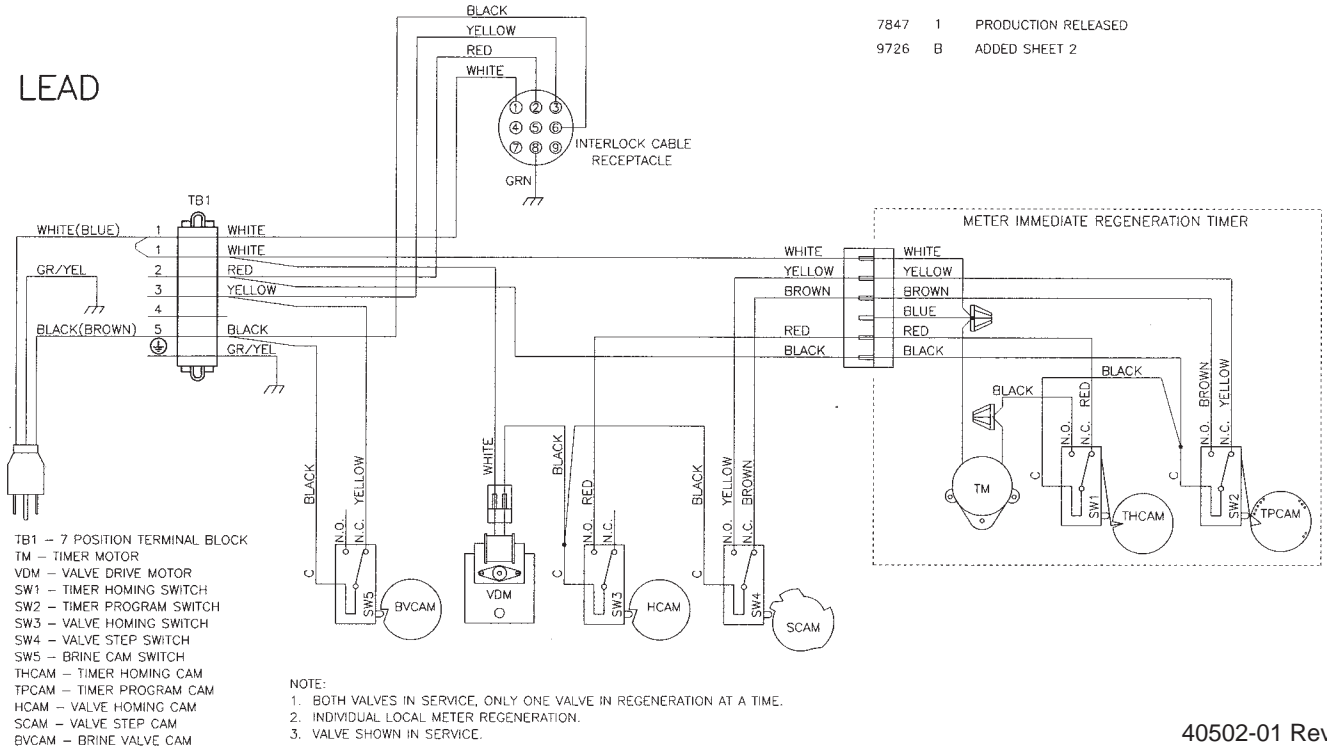 LEAD
7847 1 PRODUCTION RELEASED
9726 B ADDED SHEET 2
BLACK
YELLOW
RED
WHITE
1 2 3
4 5 6
7 8 9
INTERLOCK CABLE
RECEPTACLE
GRN
TB1
WHITE(BLUE) 1 WHITE
1 WHITE
GR/YEL 2 RED
3 YELLOW
4
BLACK(BROWN) 5 BLACK
GR/YEL
METER IMMEDIATE REGENERATION TIMER
WHITE WHITE
YELLOW YELLOW
BROWN BROWN
BLUE
RED RED
BLACK BLACK
BLACK
BLACK
RED
BROWN
YELLOW
N.O.
N.C.
C
SW1
THCAM
N.O.
N.C.
C
SW2
TPCAM
TM
BLACK
YELLOW
N.O.
N.C.
C
SW5
BVCAM
WHITE
VDM
BLACK
RED
N.O.
N.C.
C
SW3
HCAM
BLACK
YELLOW
BROWN
N.O.
N.C.
C
SW4
SCAM
TB1 – 7 POSITION TERMINAL BLOCK
TM – TIMER MOTOR
VDM – VALVE DRIVE MOTOR
SW1 – TIMER HOMING SWITCH
SW2 – TIMER PROGRAM SWITCH
SW3 – VALVE HOMING SWITCH
SW4 – VALVE STEP SWITCH
SW5 – BRINE CAM SWITCH
THCAM – TIMER HOMING CAM
TPCAM – TIMER PROGRAM CAM
HCAM – VALVE HOMING CAM
SCAM – VALVE STEP CAM
BVCAM – BRINE VALVE CAM
NOTE:
1. BOTH VALVES IN SERVICE, ONLY ONE VALVE IN REGENERATION AT A TIME.
2. INDIVIDUAL LOCAL METER REGENERATION.
3. VALVE SHOWN IN SERVICE.
40502-01 Rev